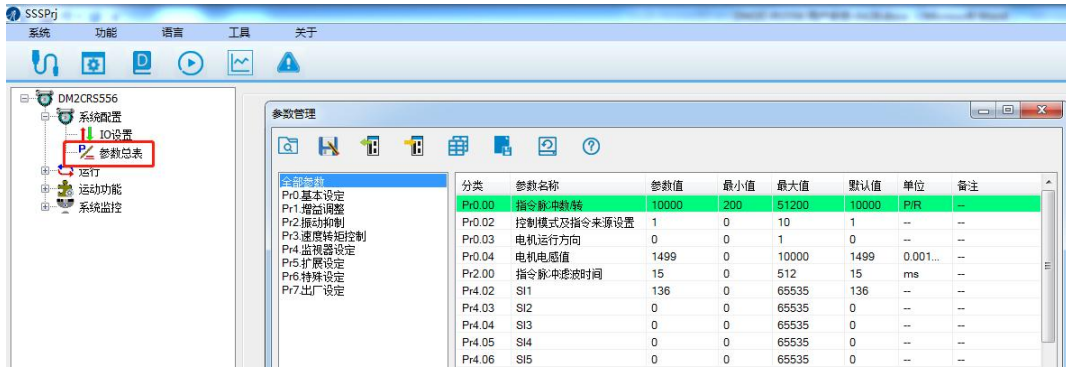 SSSPrj
系统 功能 语言 工具 关于
DM2CRS556
系统配置
IO设置
参数总表
运行
运动功能
系统监控
参数管理
全部参数
Pr0.基本设定
Pr1.增益调整
Pr2.振动抑制
Pr3.速度转矩控制
Pr4.监视器设定
Pr5.扩展设定
Pr6.特殊设定
Pr7.出厂设定
分类 参数名称 参数值 最小值 最大值 默认值 单位 备注
Pr0.00 指令脉冲数/转 10000 200 51200 10000 P/R --
Pr0.02 控制模式及指令来源设置 1 0 10 1 -- --
Pr0.03 电机运行方向 0 0 1 0 -- --
Pr0.04 电机电感值 1499 0 10000 1499 0.001... --
Pr2.00 指令脉冲虑波时间 15 0 512 15 ms --
Pr4.02 SI1 136 0 65535 136 -- --
Pr4.03 SI2 0 0 65535 0 -- --
Pr4.04 SI3 0 0 65535 0 -- --
Pr4.05 SI4 0 0 65535 0 -- --
Pr4.06 SI5 0 0 65535 0 -- --